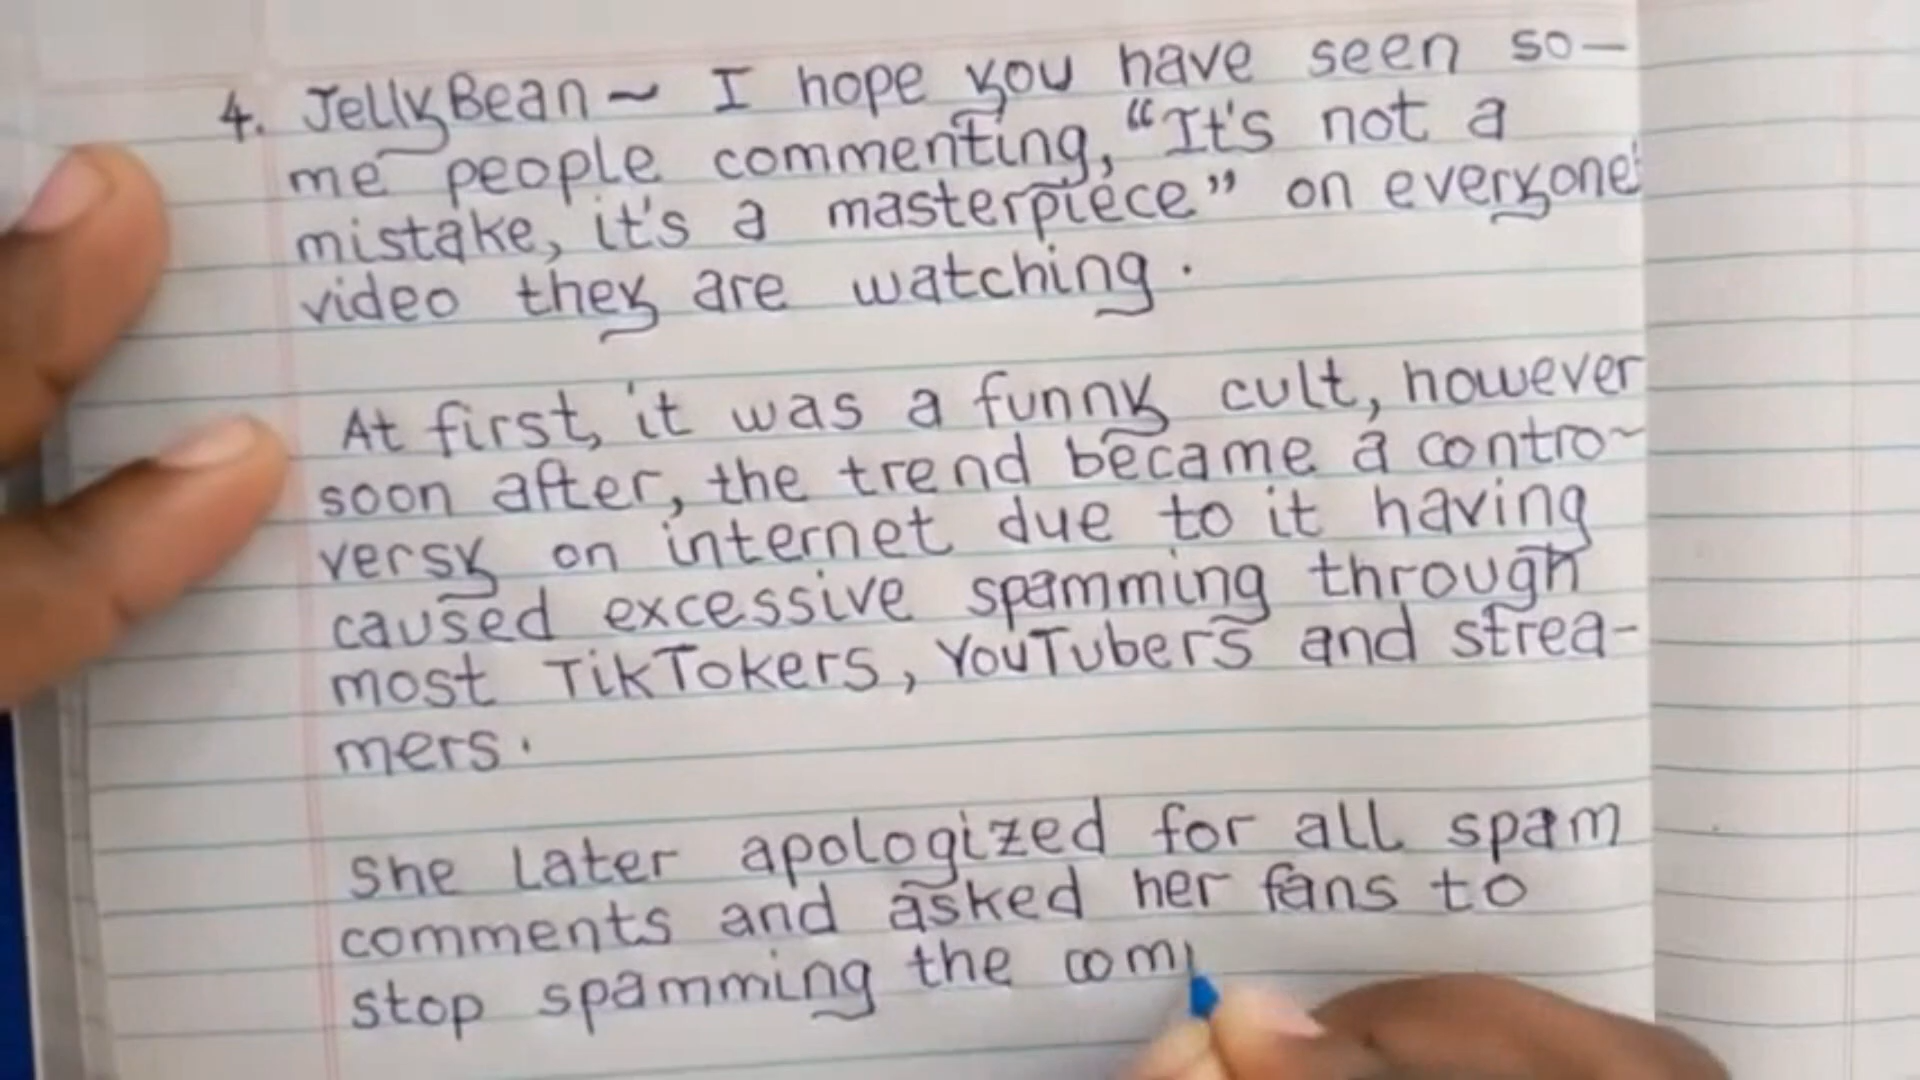 4. JellyBean ~ I hope you have seen so-
me people commenting, "It's not a
mistake, it's a masterpiece" on everyone'
video they are watching.
At first, it was a funny cult, however
soon after, the trend became a contro-
versy on internet due to it having
caused excessive spamming through
most TikTokers, YouTubers and strea-
mers.
She later apologized for all spam
comments and asked her fans to
stop spamming the com